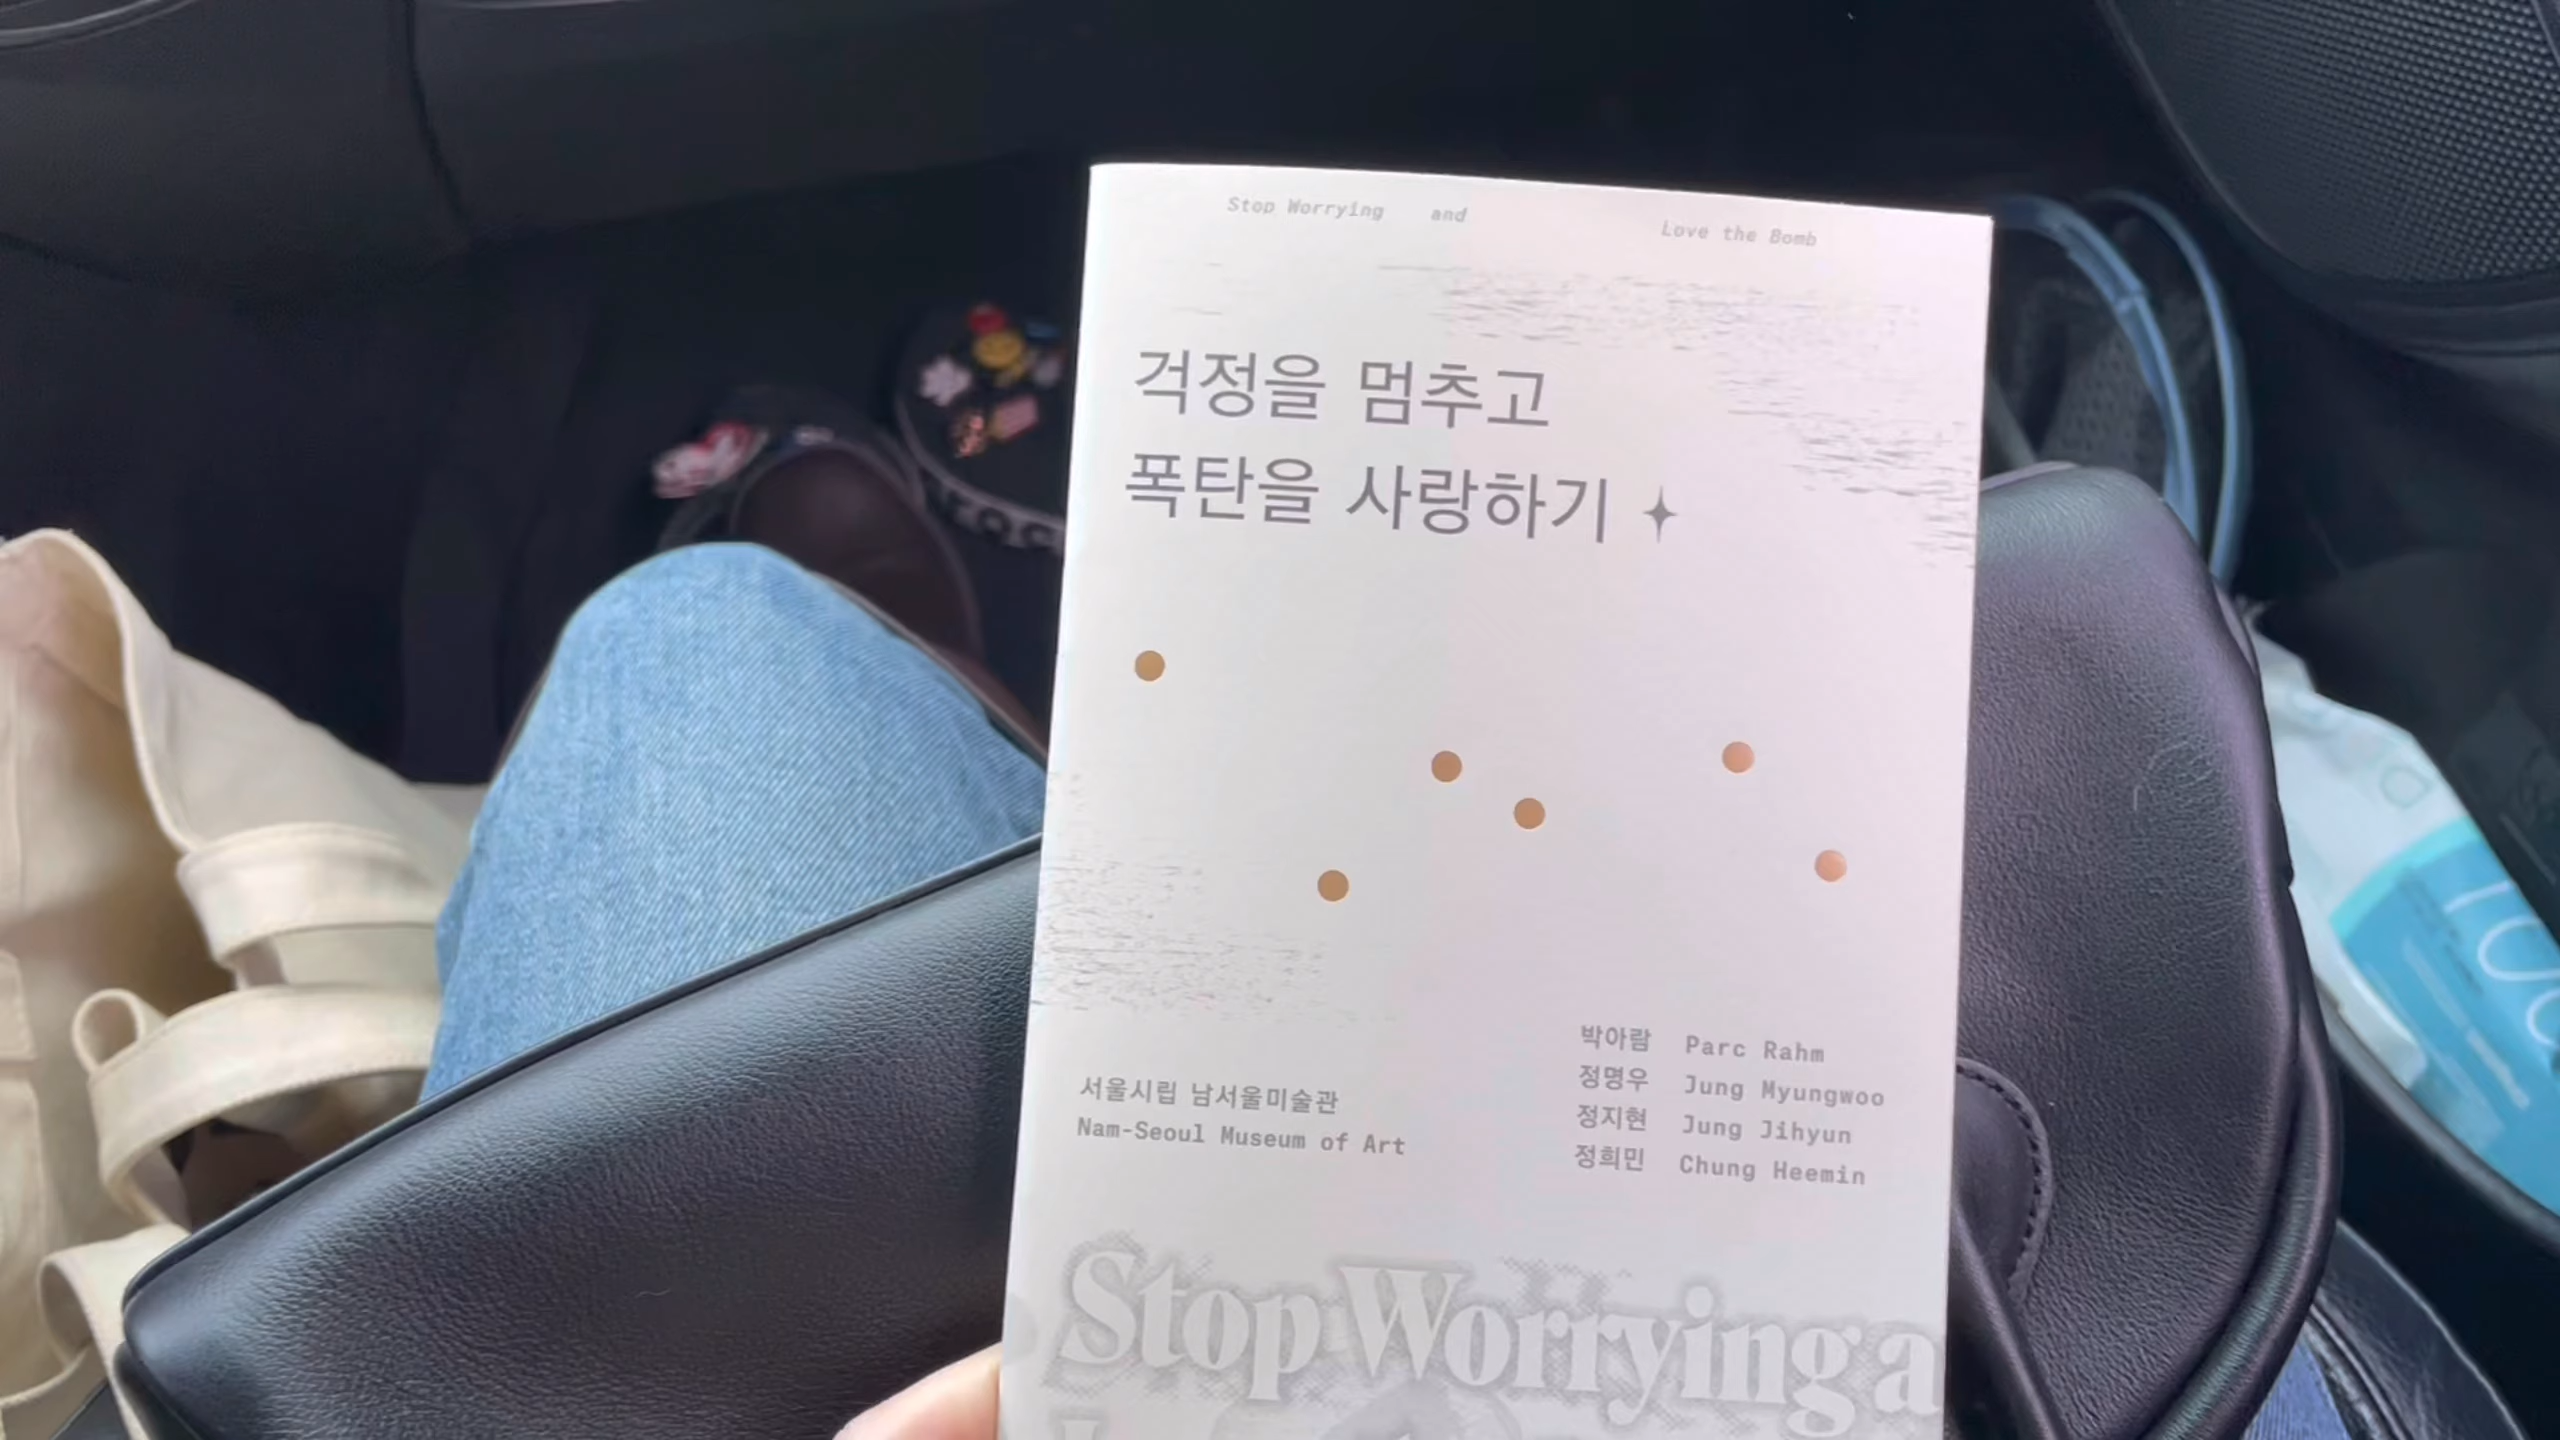 Stop Worrying and Love the Bomb
걱정을 멈추고
폭탄을 사랑하기
서울시립 남서울미술관
Nam-Seoul Museum of Art
박아람 Parc Rahm
정명우 Jung Myungwoo
정지현 Jung Jihyun
정희민 Chung Heemin
Stop Worrying a